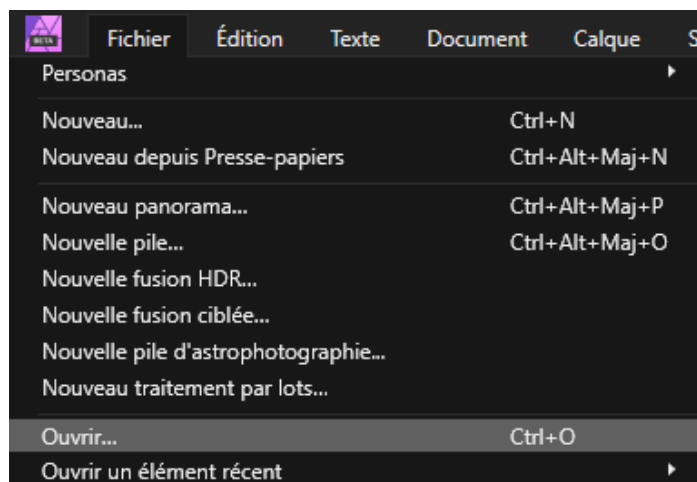 BETA Fichier Édition Texte Document Calque S
Personas
Nouveau... Ctrl+N
Nouveau depuis Presse-papiers Ctrl+Alt+Maj+N
Nouveau panorama... Ctrl+Alt+Maj+P
Nouvelle pile... Ctrl+Alt+Maj+O
Nouvelle fusion HDR...
Nouvelle fusion ciblée...
Nouvelle pile d'astrophotographie...
Nouveau traitement par lots...
Ouvrir... Ctrl+O
Ouvrir un élément récent